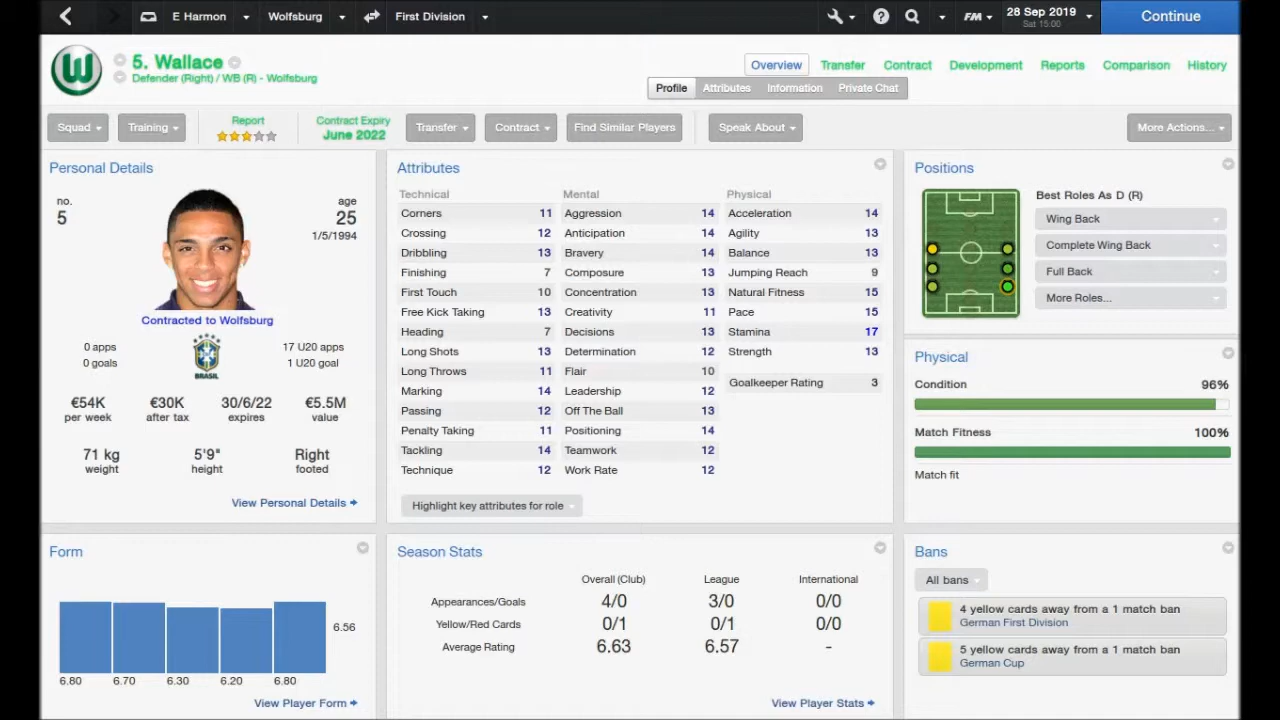 E Harmon
Wolfsburg
First Division
FM
28 Sep 2019
Sat 15:00
Continue
5. Wallace
Defender (Right) / WB (R) - Wolfsburg
Overview Transfer Contract Development Reports Comparison History
Profile Attributes Information Private Chat
Squad
Training
Report
Contract Expiry
June 2022
Transfer
Contract
Find Similar Players
Speak About
More Actions...
Personal Details
no.
5
age
25
1/5/1994
Contracted to Wolfsburg
0 apps
0 goals
BRASIL
17 U20 apps
1 U20 goal
€54K €30K 30/6/22 €5.5M
per week after tax expires value
71 kg 5'9" Right
weight height footed
View Personal Details
Attributes
Technical Mental Physical
Corners 11 Aggression 14 Acceleration 14
Crossing 12 Anticipation 14 Agility 13
Dribbling 13 Bravery 14 Balance 13
Finishing 7 Composure 13 Jumping Reach 9
First Touch 10 Concentration 13 Natural Fitness 15
Free Kick Taking 13 Creativity 11 Pace 15
Heading 7 Decisions 13 Stamina 17
Long Shots 13 Determination 12 Strength 13
Long Throws 11 Flair 10
Goalkeeper Rating 3
Marking 14 Leadership 12
Passing 12 Off The Ball 13
Penalty Taking 11 Positioning 14
Tackling 14 Teamwork 12
Technique 12 Work Rate 12
Highlight key attributes for role
Positions
Best Roles As D (R)
Wing Back
Complete Wing Back
Full Back
More Roles...
Physical
Condition 96%
Match Fitness 100%
Match fit
Form
6.56
6.80 6.70 6.30 6.20 6.80
View Player Form
Season Stats
Overall (Club) League International
Appearances/Goals 4/0 3/0 0/0
Yellow/Red Cards 0/1 0/1 0/0
Average Rating 6.63 6.57 -
View Player Stats
Bans
All bans
4 yellow cards away from a 1 match ban
German First Division
5 yellow cards away from a 1 match ban
German Cup